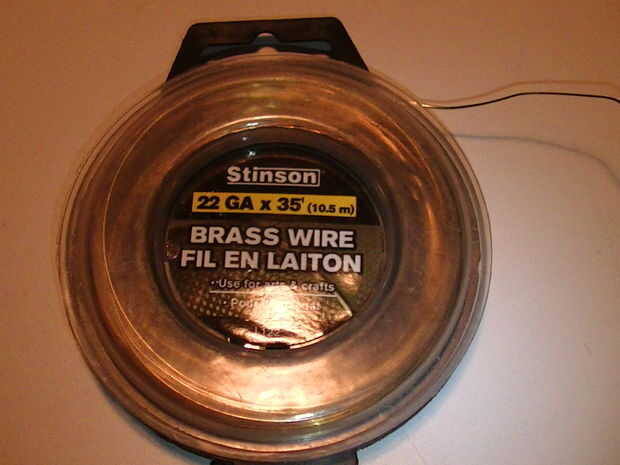 Stinson
22 GA x 35' (10.5 m)
BRASS WIRE
FIL EN LAITON
• Use for arts & crafts